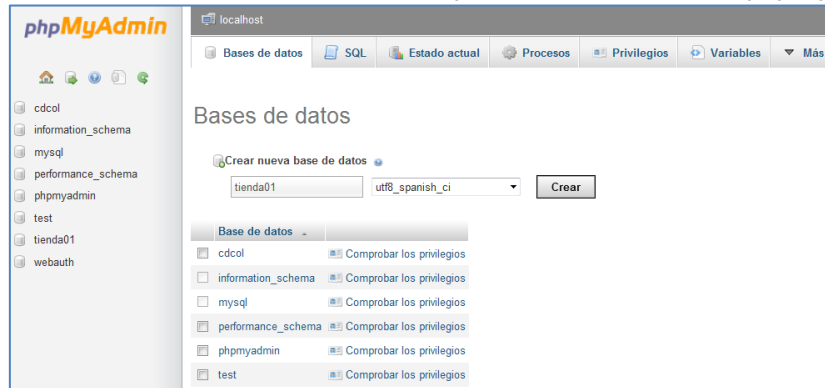 phpMyAdmin
localhost
Bases de datos SQL Estado actual Procesos Privilegios Variables Más
cdcol
information_schema
mysql
performance_schema
phpmyadmin
test
tienda01
webauth
Bases de datos
Crear nueva base de datos
tienda01 utf8_spanish_ci Crear
Base de datos
cdcol Comprobar los privilegios
information_schema Comprobar los privilegios
mysql Comprobar los privilegios
performance_schema Comprobar los privilegios
phpmyadmin Comprobar los privilegios
test Comprobar los privilegios